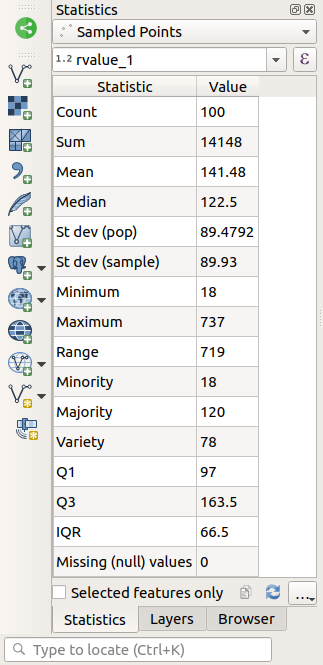 Statistics
Sampled Points
1.2 rvalue_1 ε
Statistic Value
Count 100
Sum 14148
Mean 141.48
Median 122.5
St dev (pop) 89.4792
St dev (sample) 89.93
Minimum 18
Maximum 737
Range 719
Minority 18
Majority 120
Variety 78
Q1 97
Q3 163.5
IQR 66.5
Missing (null) values 0
Selected features only ...
Statistics Layers Browser
Type to locate (Ctrl+K)